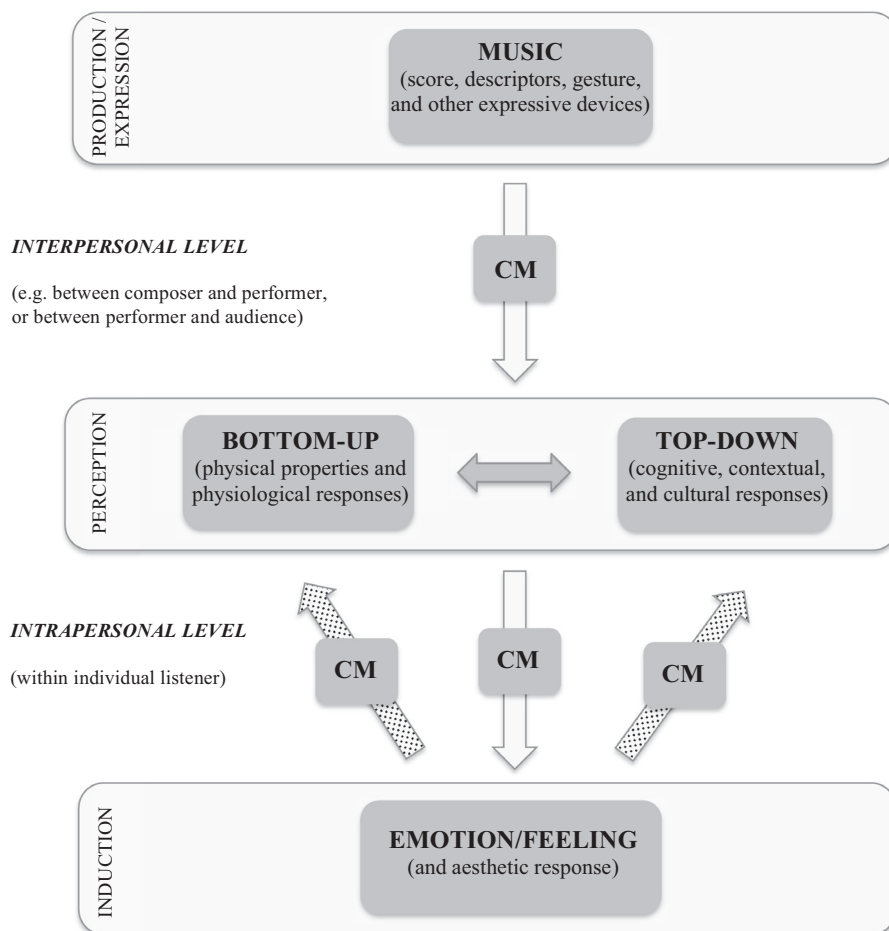 PRODUCTION /
EXPRESSION
MUSIC
(score, descriptors, gesture,
and other expressive devices)
INTERPERSONAL LEVEL
(e.g. between composer and performer,
or between performer and audience)
CM
PERCEPTION
BOTTOM-UP
(physical properties and
physiological responses)
TOP-DOWN
(cognitive, contextual,
and cultural responses)
INTRAPERSONAL LEVEL
(within individual listener)
CM
CM
CM
INDUCTION
EMOTION/FEELING
(and aesthetic response)